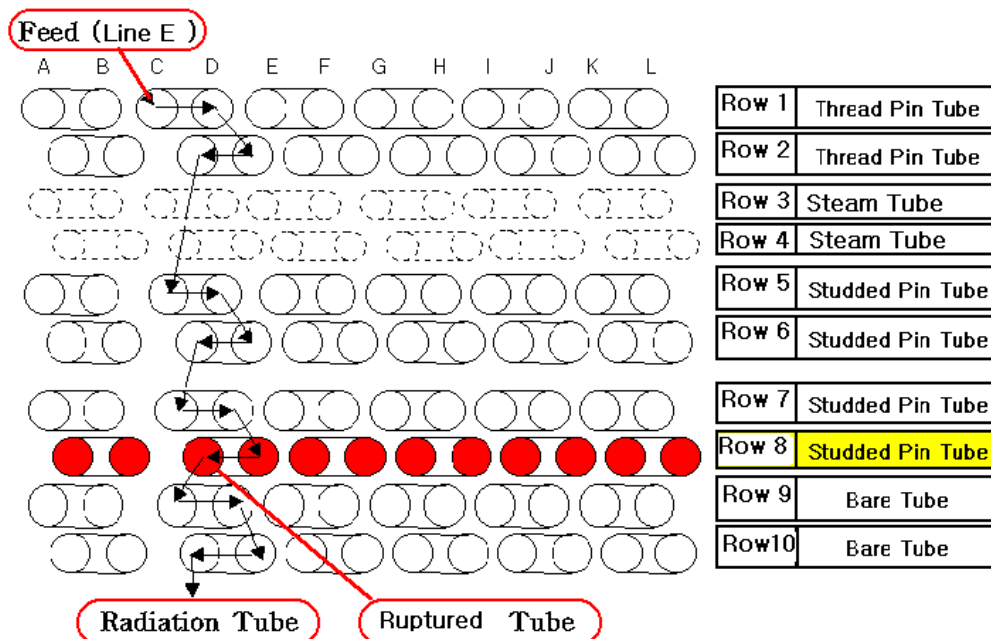 Feed (Line E )
A B C D E F G H I J K L
Row 1 Thread Pin Tube
Row 2 Thread Pin Tube
Row 3 Steam Tube
Row 4 Steam Tube
Row 5 Studded Pin Tube
Row 6 Studded Pin Tube
Row 7 Studded Pin Tube
Row 8 Studded Pin Tube
Row 9 Bare Tube
Row10 Bare Tube
Radiation Tube
Ruptured Tube